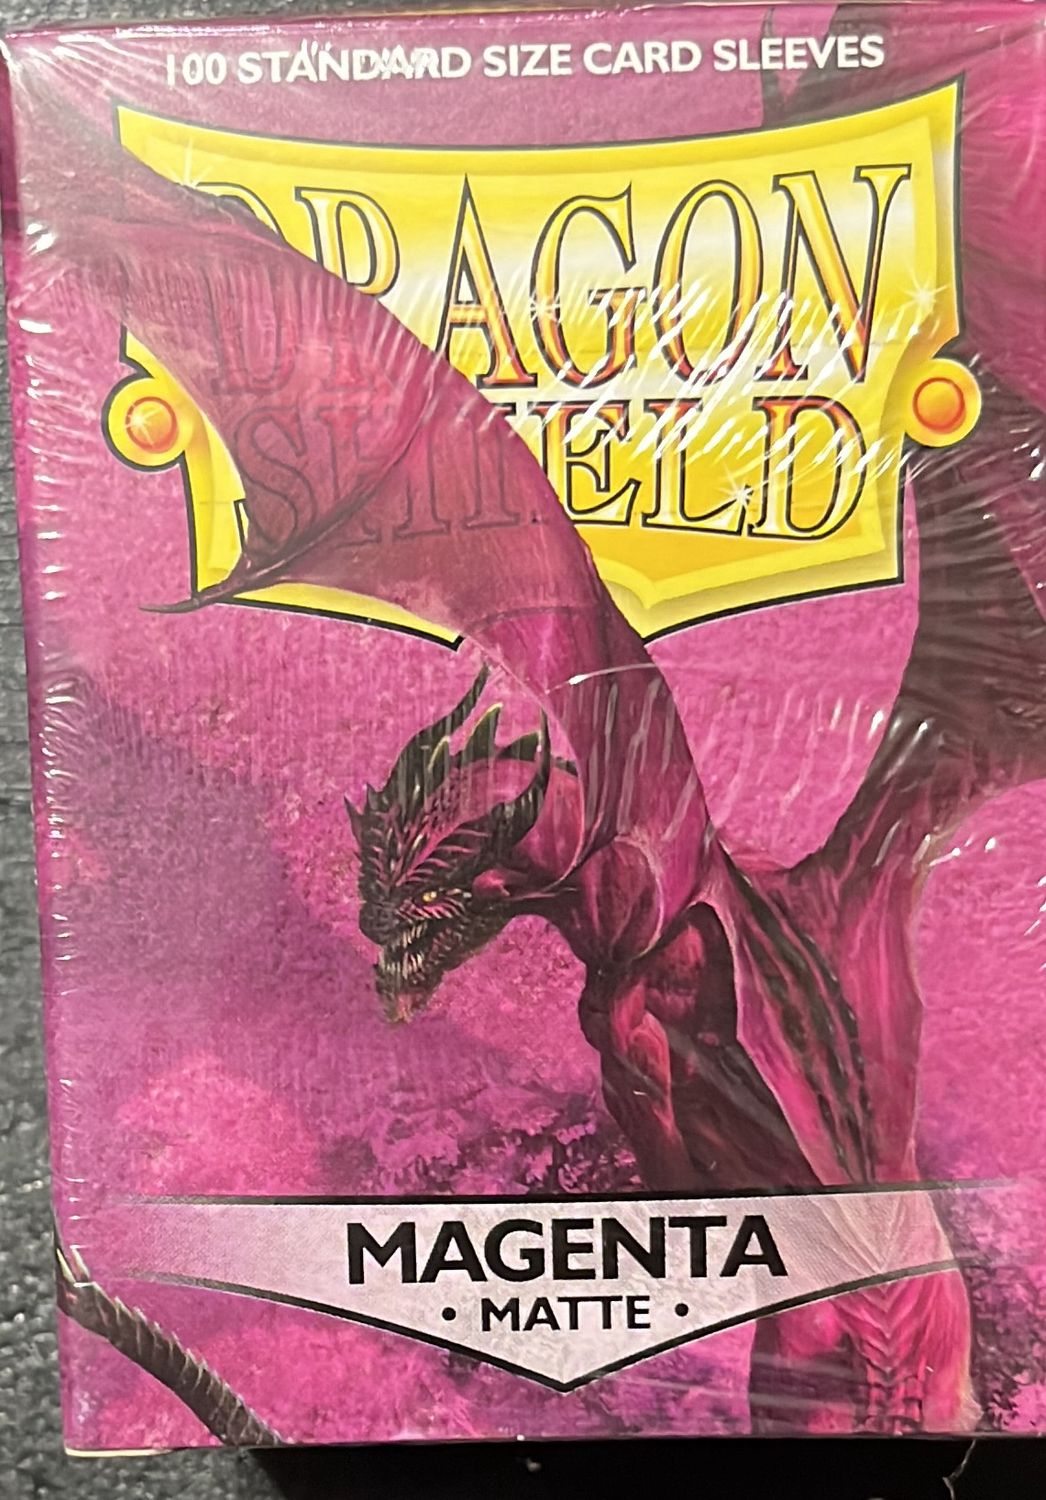 100 STANDARD SIZE CARD SLEEVES
DRAGON
SHIELD
MAGENTA
• MATTE •